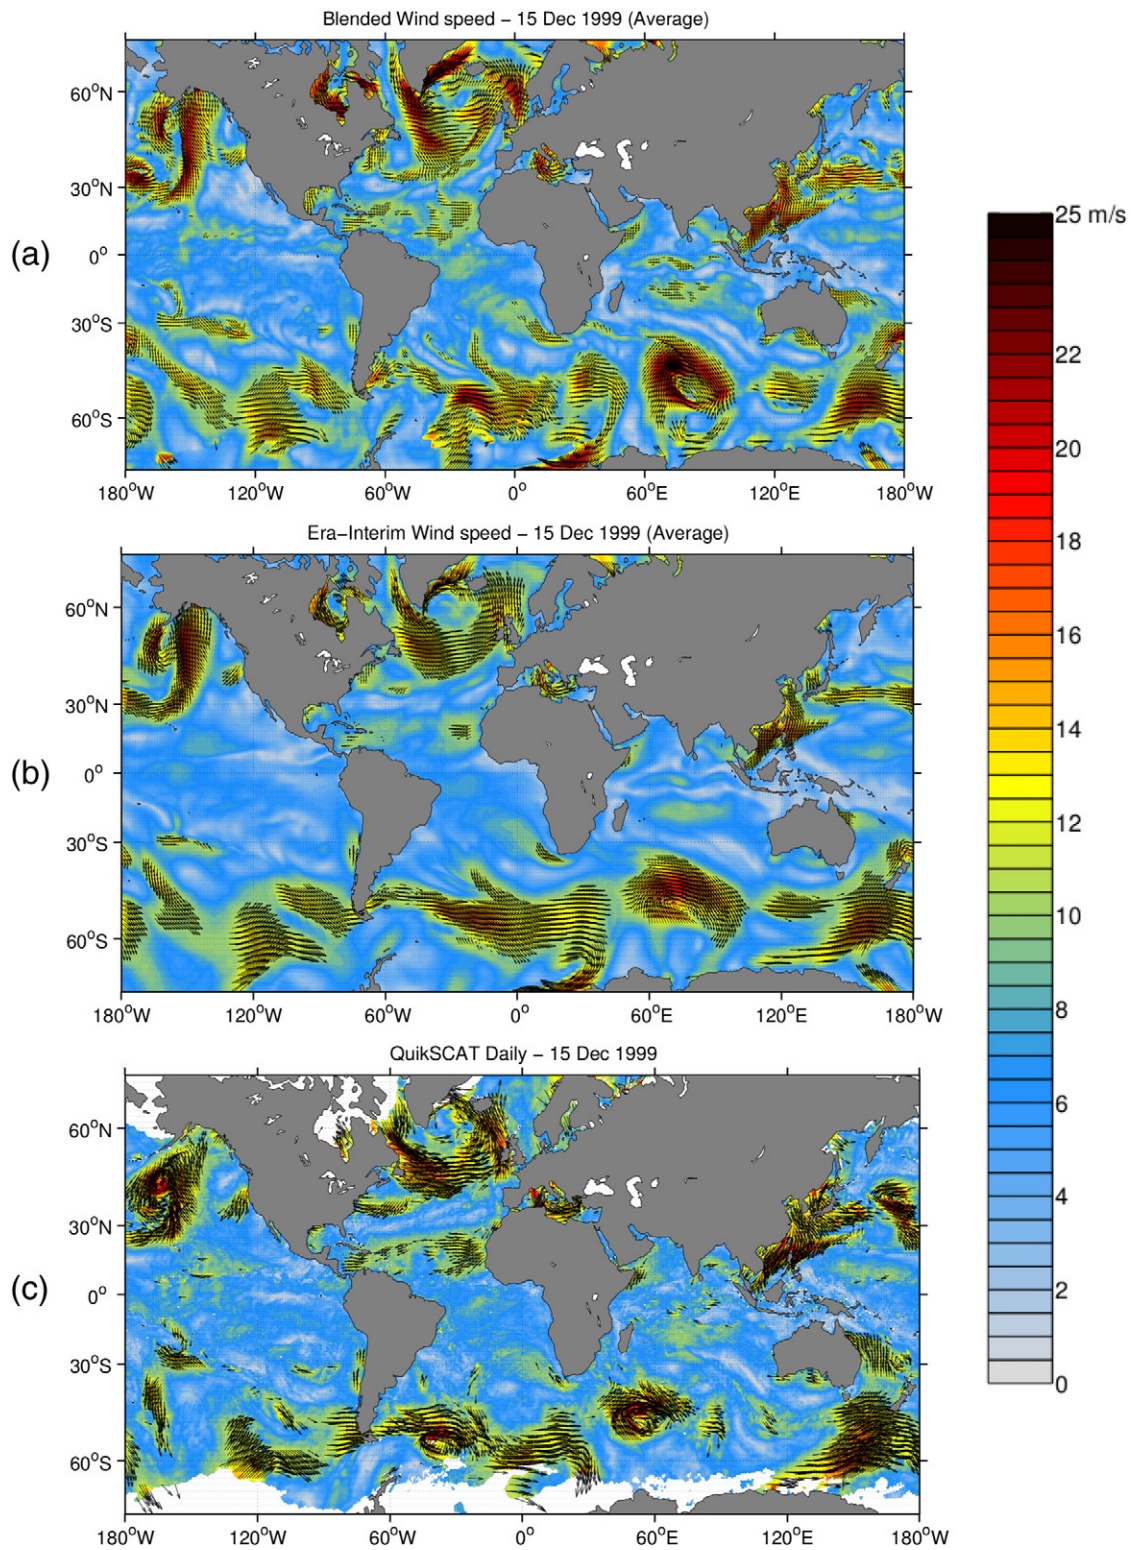 Blended Wind speed – 15 Dec 1999 (Average)
60°N
30°N
(a)
0°
30°S
60°S
180°W 120°W 60°W 0° 60°E 120°E 180°W
Era–Interim Wind speed – 15 Dec 1999 (Average)
60°N
30°N
(b)
0°
30°S
60°S
180°W 120°W 60°W 0° 60°E 120°E 180°W
QuikSCAT Daily – 15 Dec 1999
60°N
30°N
(c)
0°
30°S
60°S
180°W 120°W 60°W 0° 60°E 120°E 180°W
25 m/s
22
20
18
16
14
12
10
8
6
4
2
0